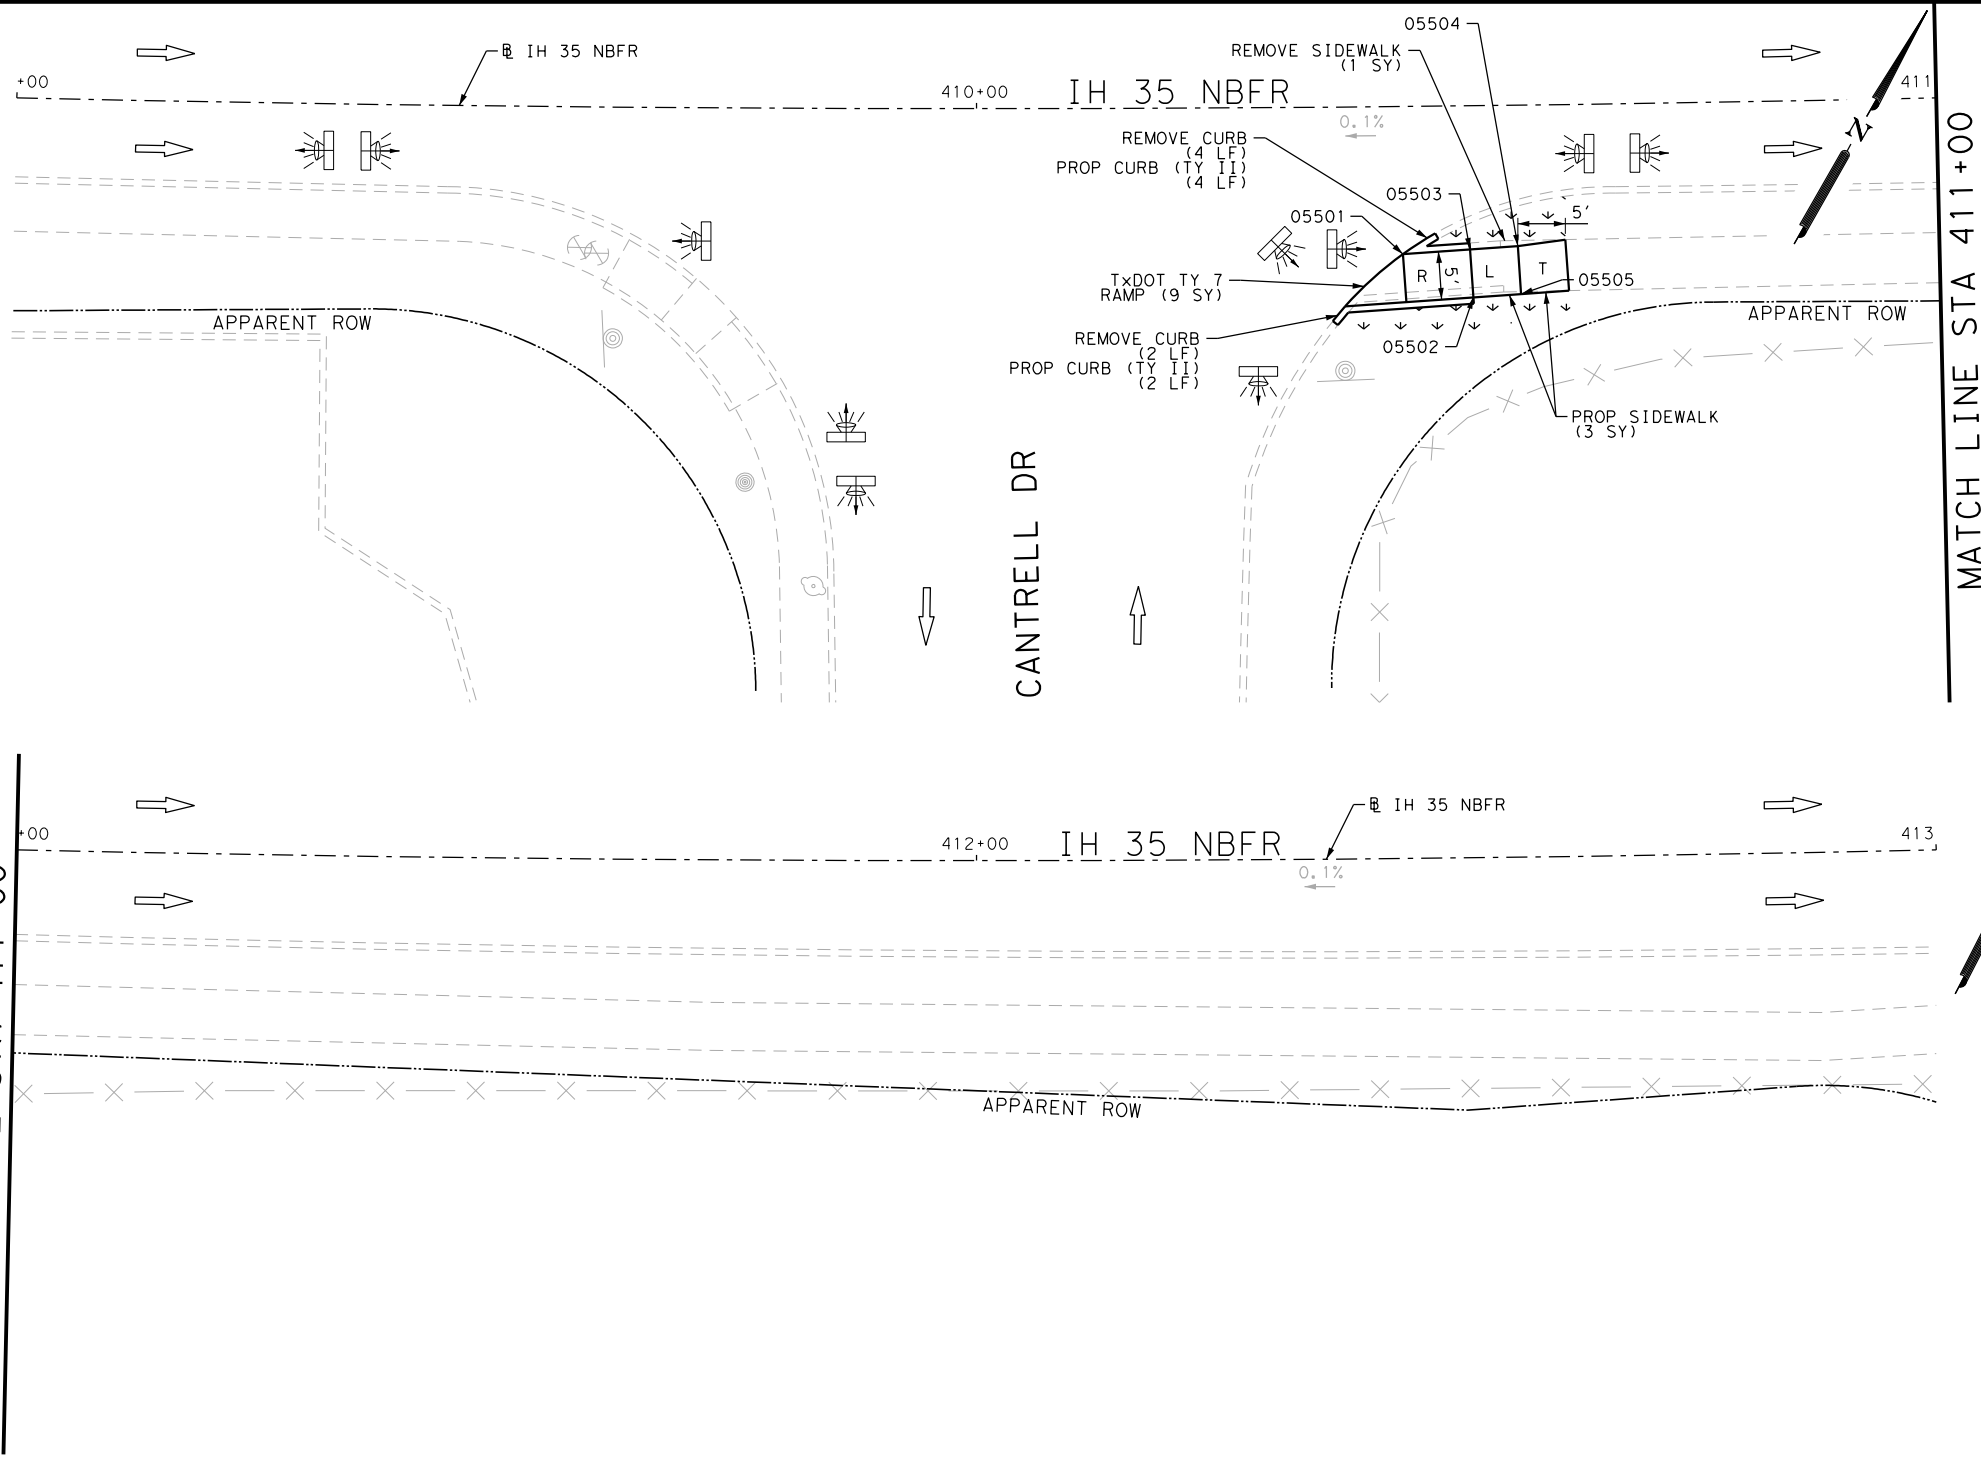 05504
REMOVE SIDEWALK
(1 SY)
℄ IH 35 NBFR
+00
410+00
IH 35 NBFR
411
0.1%
N
REMOVE CURB
(4 LF)
PROP CURB (TY II)
(4 LF)
05503
05501
5'
R
5'
L
T
TxDOT TY 7
RAMP (9 SY)
05505
APPARENT ROW
APPARENT ROW
REMOVE CURB
(2 LF)
PROP CURB (TY II)
(2 LF)
05502
PROP SIDEWALK
(3 SY)
CANTRELL DR
MATCH LINE STA 411+00
℄ IH 35 NBFR
+00
412+00
IH 35 NBFR
413
0.1%
APPARENT ROW